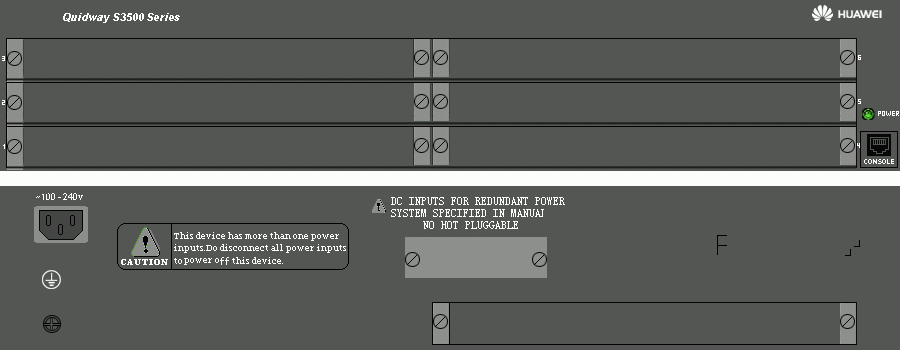 Quidway S3500 Series
HUAWEI
3
6
2
5
POWER
1
4
CONSOLE
~100-240v
DC INPUTS FOR REDUNDANT POWER
SYSTEM SPECIFIED IN MANUAJ
NO HOT PLUGGABLE
This device has more than one power
inputs.Do disconnect all power inputs
to power off this device.
CAUTION
F